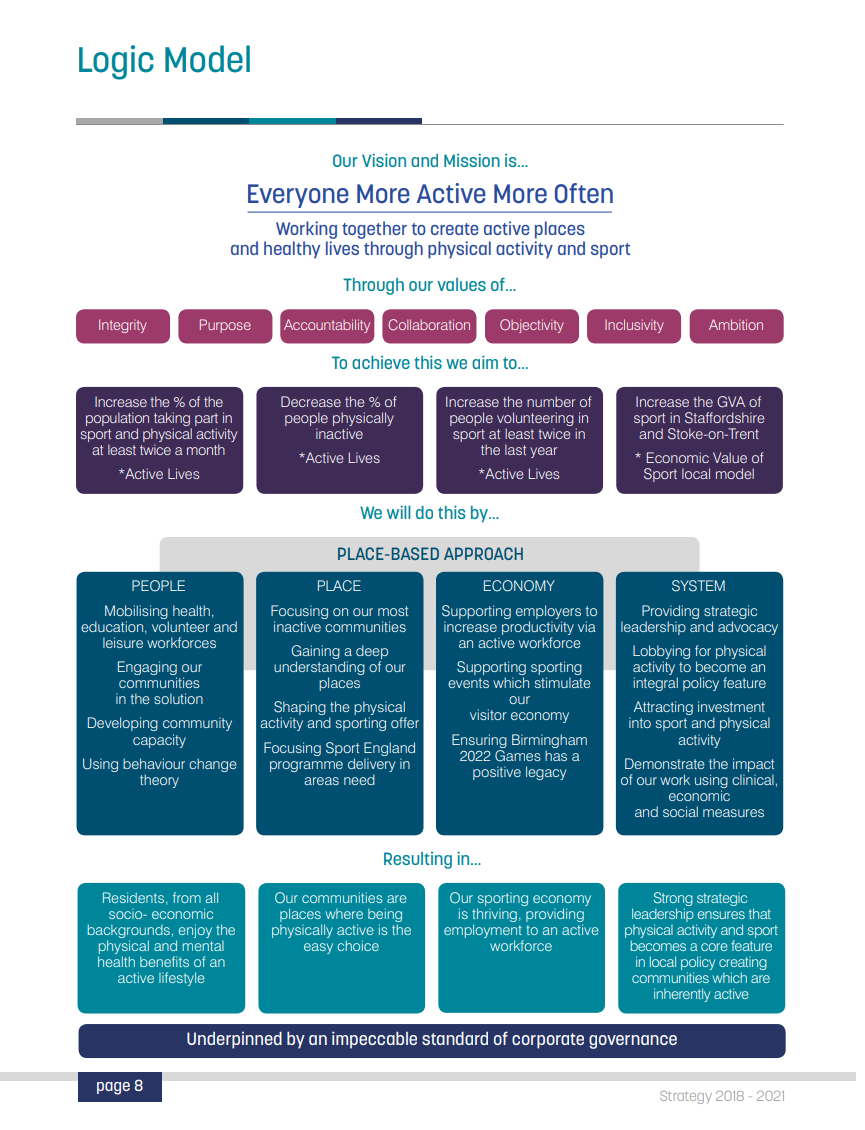 Logic Model
Our Vision and Mission is...
Everyone More Active More Often
Working together to create active places
and healthy lives through physical activity and sport
Through our values of...
Integrity
Purpose
Accountability
Collaboration
Objectivity
Inclusivity
Ambition
To achieve this we aim to...
Increase the % of the
population taking part in
sport and physical activity
at least twice a month
*Active Lives
Decrease the % of
people physically
inactive
*Active Lives
Increase the number of
people volunteering in
sport at least twice in
the last year
*Active Lives
Increase the GVA of
sport in Staffordshire
and Stoke-on-Trent
* Economic Value of
Sport local model
We will do this by...
PLACE-BASED APPROACH
PEOPLE
Mobilising health,
education, volunteer and
leisure workforces
Engaging our
communities
in the solution
Developing community
capacity
Using behaviour change
theory
PLACE
Focusing on our most
inactive communities
Gaining a deep
understanding of our
places
Shaping the physical
activity and sporting offer
Focusing Sport England
programme delivery in
areas need
ECONOMY
Supporting employers to
increase productivity via
an active workforce
Supporting sporting
events which stimulate
our
visitor economy
Ensuring Birmingham
2022 Games has a
positive legacy
SYSTEM
Providing strategic
leadership and advocacy
Lobbying for physical
activity to become an
integral policy feature
Attracting investment
into sport and physical
activity
Demonstrate the impact
of our work using clinical,
economic
and social measures
Resulting in...
Residents, from all
socio- economic
backgrounds, enjoy the
physical and mental
health benefits of an
active lifestyle
Our communities are
places where being
physically active is the
easy choice
Our sporting economy
is thriving, providing
employment to an active
workforce
Strong strategic
leadership ensures that
physical activity and sport
becomes a core feature
in local policy creating
communities which are
inherently active
Underpinned by an impeccable standard of corporate governance
page 8
Strategy 2018 - 2021